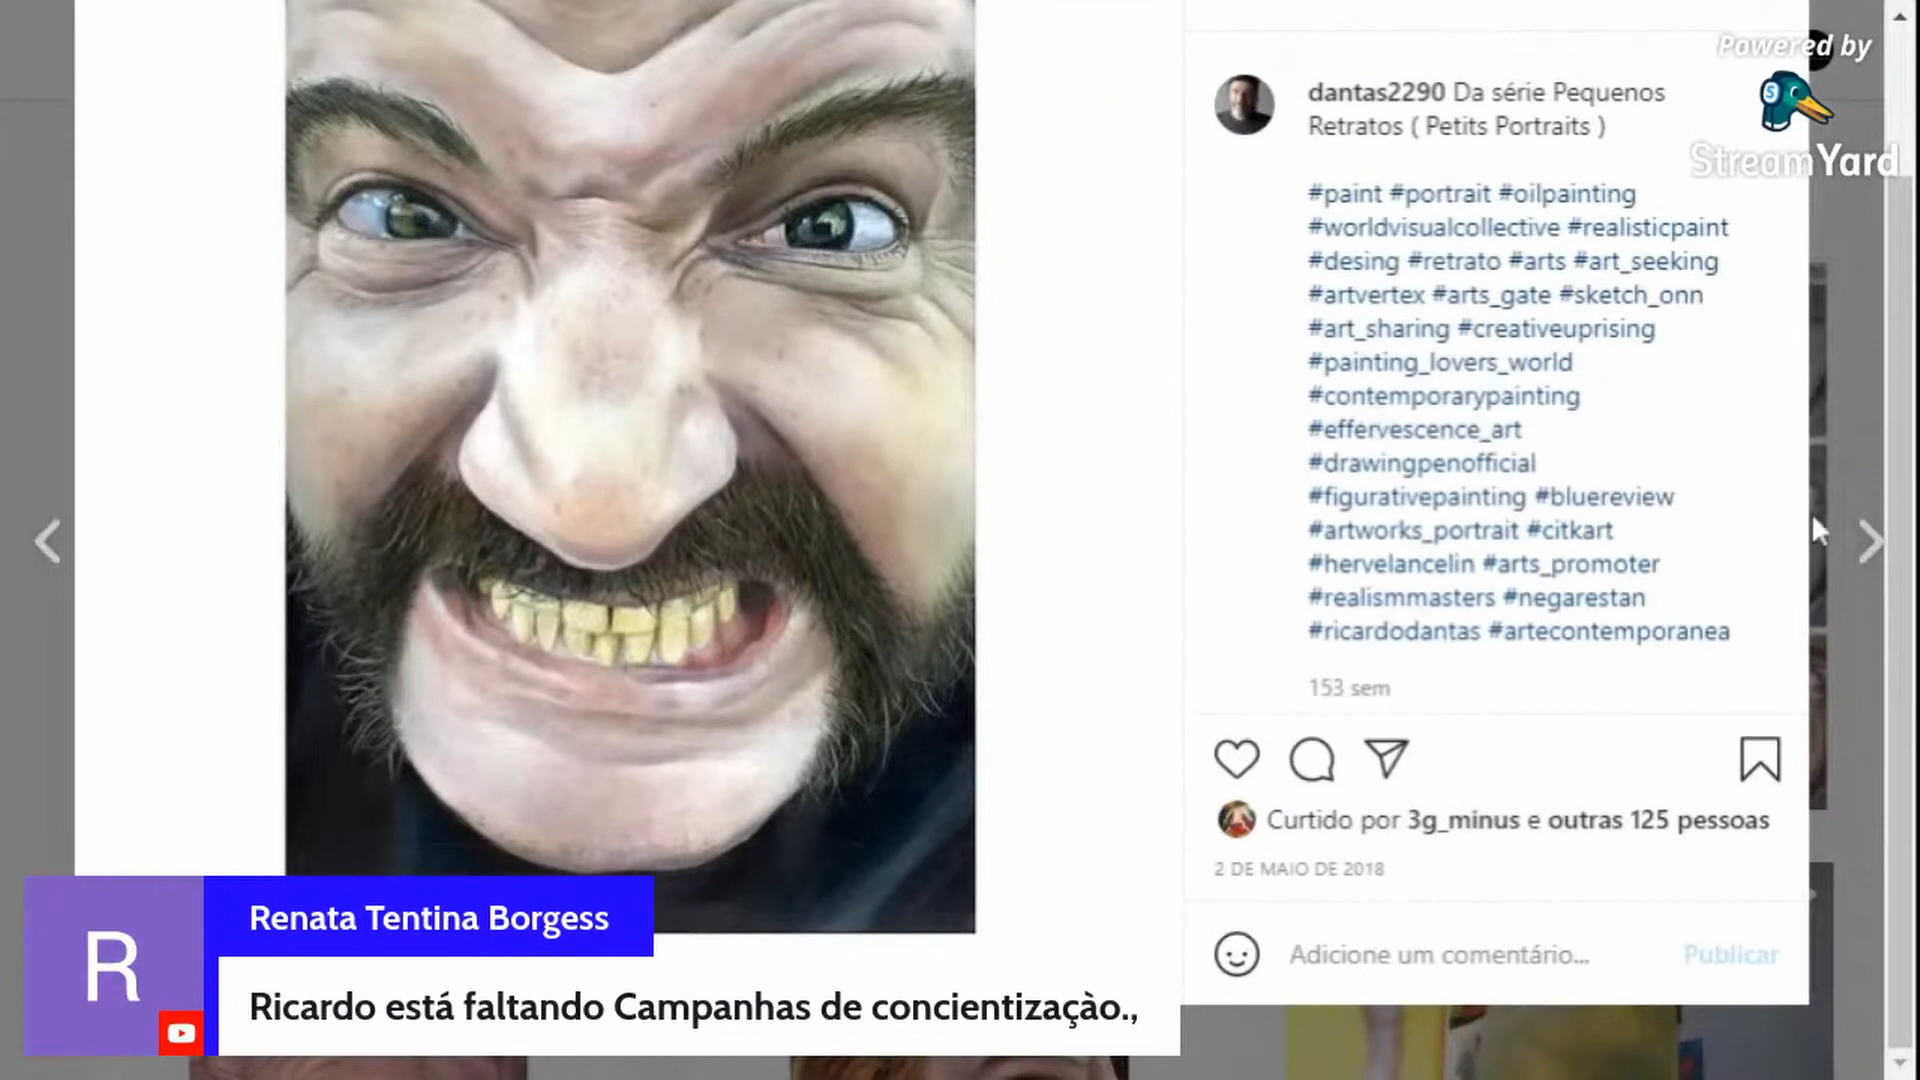 Powered by
StreamYard
dantas2290 Da série Pequenos
Retratos ( Petits Portraits )
#paint #portrait #oilpainting
#worldvisualcollective #realisticpaint
#desing #retrato #arts #art_seeking
#artvertex #arts_gate #sketch_onn
#art_sharing #creativeuprising
#painting_lovers_world
#contemporarypainting
#effervescence_art
#drawingpenofficial
#figurativepainting #bluereview
#artworks_portrait #citkart
#hervelancelin #arts_promoter
#realismmasters #negarestan
#ricardodantas #artecontemporanea
153 sem
Curtido por 3g_minus e outras 125 pessoas
2 DE MAIO DE 2018
Adicione um comentário... Publicar
R
Renata Tentina Borgess
Ricardo está faltando Campanhas de concientizaçào.,